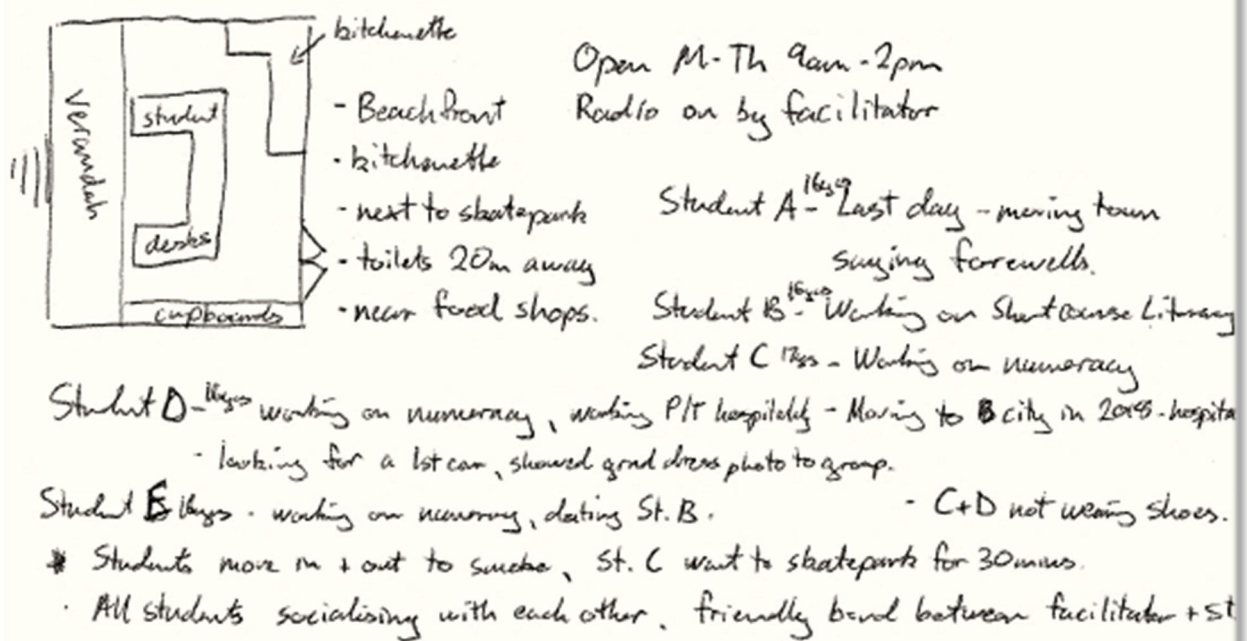 kitchenette
Open M-Th 9am-2pm
Radio on by facilitator
Verandah
student
desks
cupboards
- Beachfront
- kitchenette
- next to skatepark
- toilets 20m away
- near food shops.
Student A - 16yo Last day - moving town
saying farewells.
Student B - 16yo Working on Short course Literacy
Student C 17yo - Working on numeracy
Student D - 16yo working on numeracy, working P/T hospitality - Moving to city in 2018 - hospita
- looking for a 1st car, showed grad dress photo to group.
Student E 16yo - working on numeracy, dating St. B.
- C+D not wearing shoes.
* Students move in + out to smoke, St. C went to skatepark for 30mins.
· All students socialising with each other. friendly bond between facilitator + St